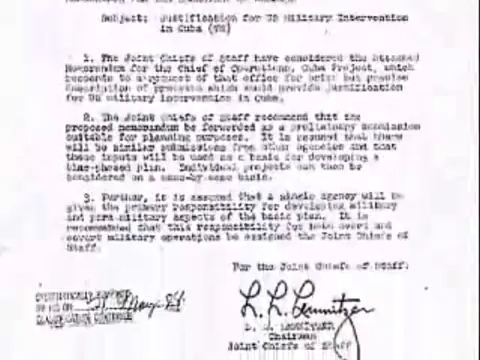 Subject: Justification for US Military Intervention
in Cuba (TS)
1. The Joint Chiefs of Staff have considered the attached
Memorandum for the Chief of Operations, Cuba Project, which
responds to a request of that office for brief but precise
description of pretexts which would provide justification
for US military intervention in Cuba.
2. The Joint Chiefs of Staff recommend that the
proposed memorandum be forwarded as a preliminary submission
suitable for planning purposes. It is assumed that there
will be similar submissions from other agencies and that
these inputs will be used as a basis for developing a
time-phased plan. Individual projects can then be
considered on a case-by-case basis.
3. Further, it is assumed that a single agency will be
given the primary responsibility for developing military
and para-military aspects of the basic plan. It is
recommended that this responsibility for both overt and
covert military operations be assigned the Joint Chiefs of
Staff.
For the Joint Chiefs of Staff:
L. L. Lemnitzer
L. L. LEMNITZER
Chairman
Joint Chiefs of Staff